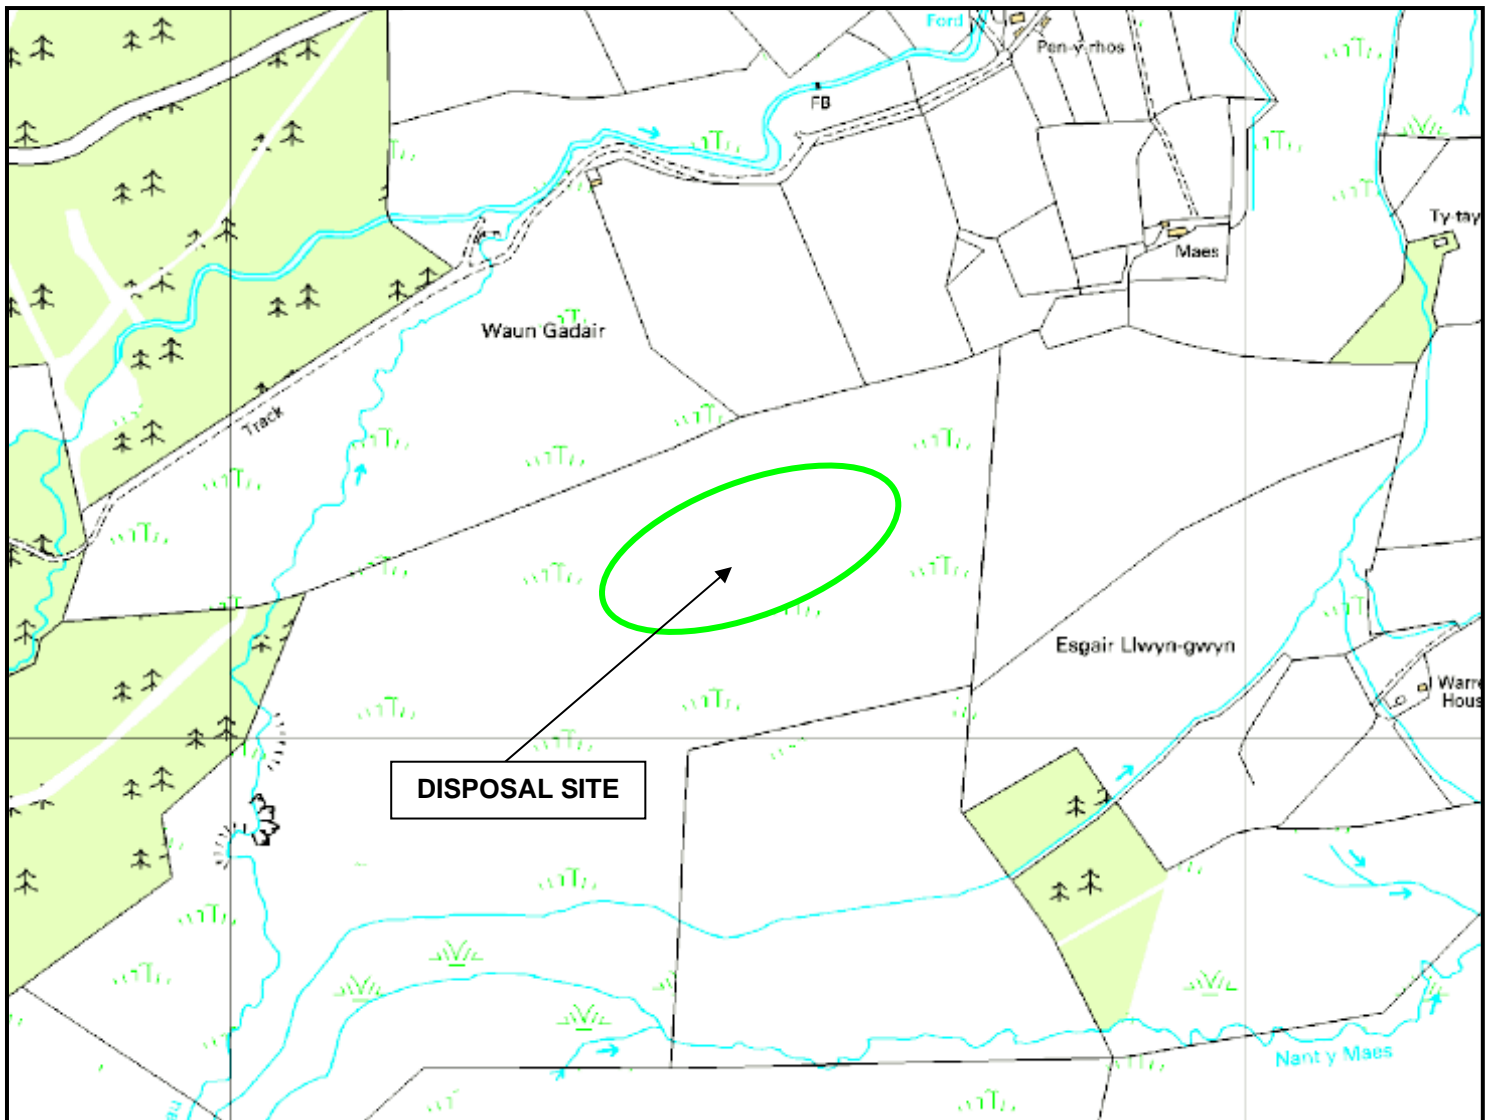 Ford
Pen-y-rhos
FB
Ty-tay
Maes
Waun Gadair
Track
Esgair Llwyn-gwyn
Warre
Hous
DISPOSAL SITE
Nant y Maes